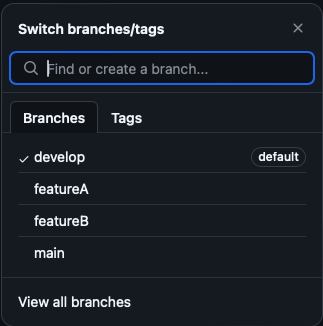 Switch branches/tags
Find or create a branch...
Branches Tags
develop default
featureA
featureB
main
View all branches